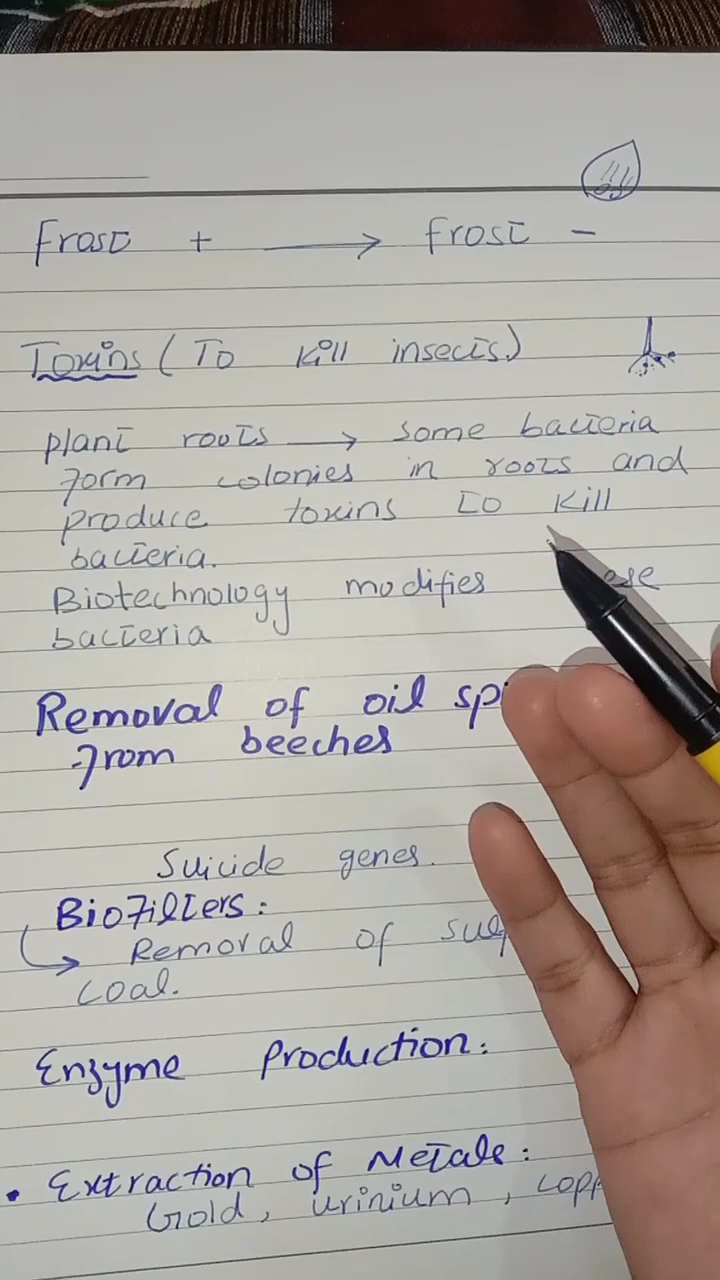 Frost + → frost -
Toxins (To kill insects)
plant roots → some bacteria
form colonies in roots and
produce toxins to kill
bacteria.
Biotechnology modifies
bacteria
Removal of oil
from beeches
Suicide genes.
BioFilters:
→ Removal of
coal.
Enzyme Production:
• Extraction of Metals:
Gold, urinium,